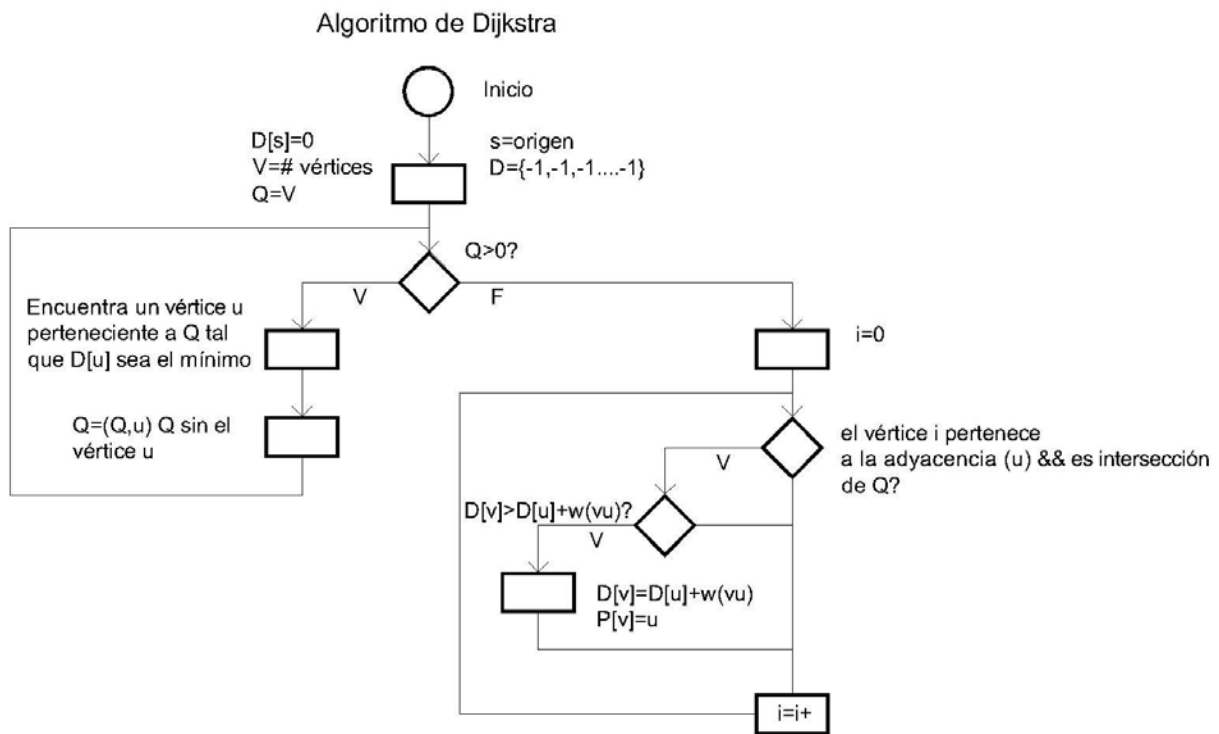 Algoritmo de Dijkstra
Inicio
D[s]=0
V=# vértices
Q=V
s=origen
D={-1,-1,-1....-1}
Q>0?
V
F
Encuentra un vértice u
perteneciente a Q tal
que D[u] sea el mínimo
i=0
Q=(Q,u) Q sin el
vértice u
el vértice i pertenece
a la adyacencia (u) && es intersección
de Q?
V
D[v]>D[u]+w(vu)?
V
D[v]=D[u]+w(vu)
P[v]=u
i=i+